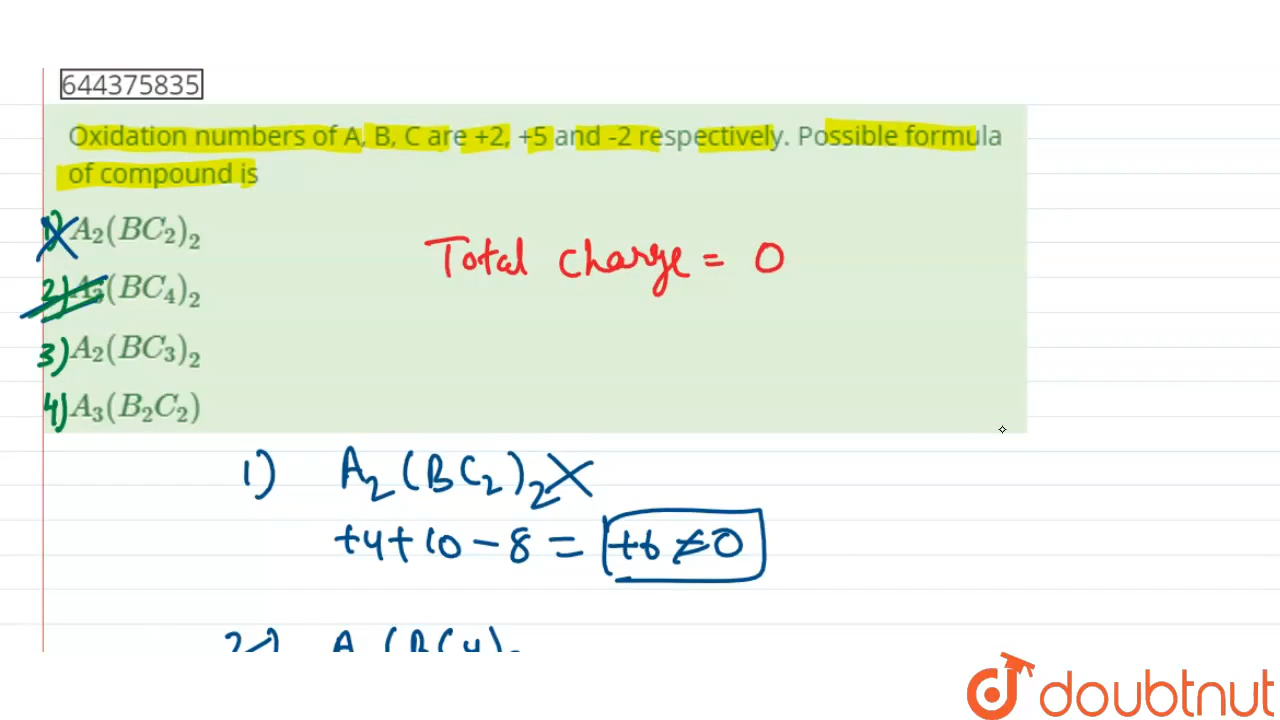 644375835
Oxidation numbers of A, B, C are +2, +5 and -2 respectively. Possible formula
of compound is
1) A₂(BC₂)₂
Total charge = 0
2) A₃(BC₄)₂
3) A₂(BC₃)₂
4) A₃(B₂C₂)
1) A₂(BC₂)₂ X
+4+10-8 = +6 ≠ 0
doubtnut